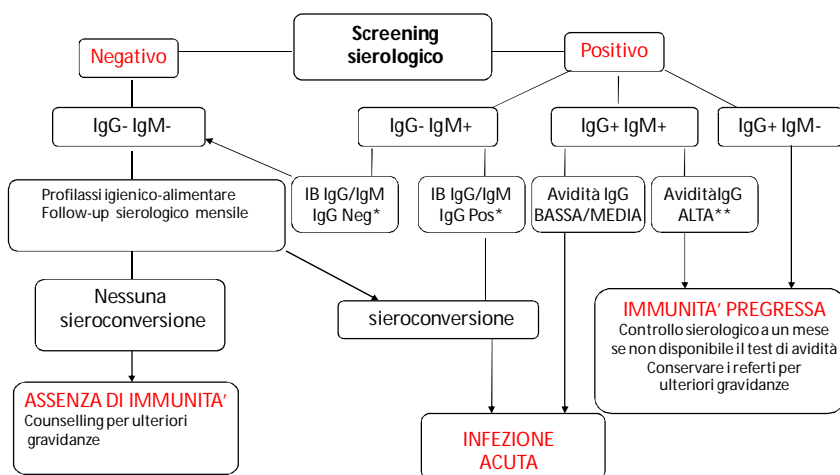 Screening
sierologico
Negativo
Positivo
IgG- IgM-
IgG- IgM+
IgG+ IgM+
IgG+ IgM-
Profilassi igienico-alimentare
Follow-up sierologico mensile
IB IgG/IgM
IgG Neg*
IB IgG/IgM
IgG Pos*
Avidità IgG
BASSA/MEDIA
AviditàIgG
ALTA**
Nessuna
sieroconversione
sieroconversione
IMMUNITA’ PREGRESSA
Controllo sierologico a un mese
se non disponibile il test di avidità
Conservare i referti per
ulteriori gravidanze
ASSENZA DI IMMUNITA’
Counselling per ulteriori
gravidanze
INFEZIONE
ACUTA